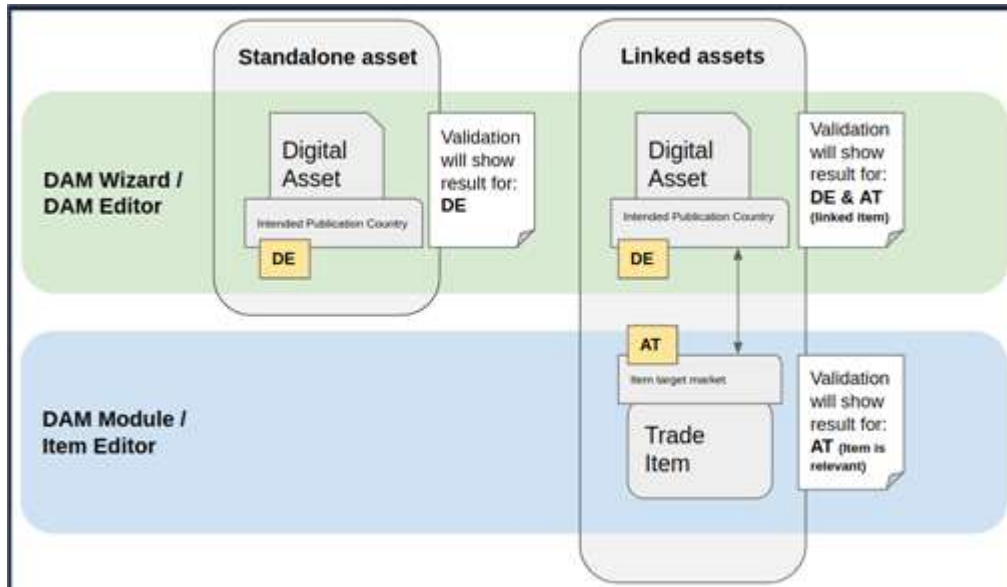 Standalone asset
Linked assets
DAM Wizard /
DAM Editor
Digital
Asset
Intended Publication Country
DE
Validation
will show
result for:
DE
Digital
Asset
Intended Publication Country
DE
Validation
will show
result for:
DE & AT
(linked item)
DAM Module /
Item Editor
AT
Item target market
Trade
Item
Validation
will show
result for:
AT (Item is
relevant)